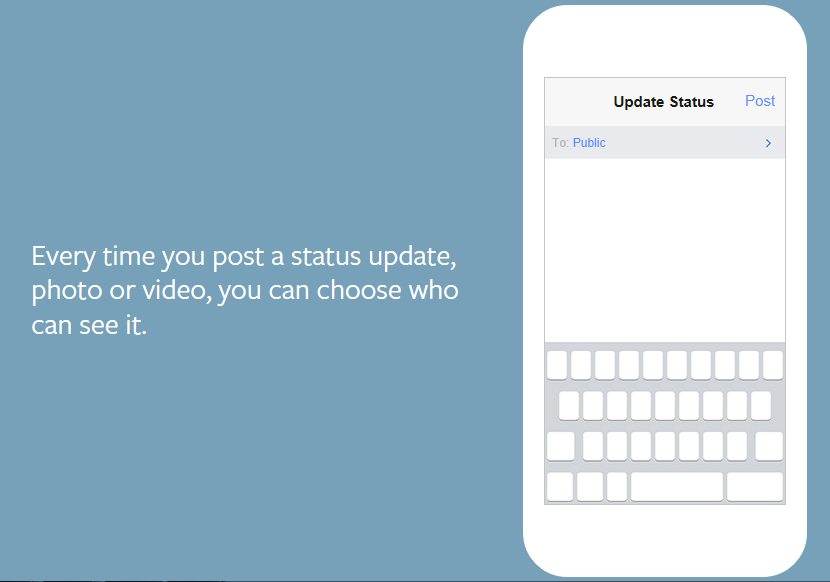 Update Status
Post
To: Public
Every time you post a status update,
photo or video, you can choose who
can see it.